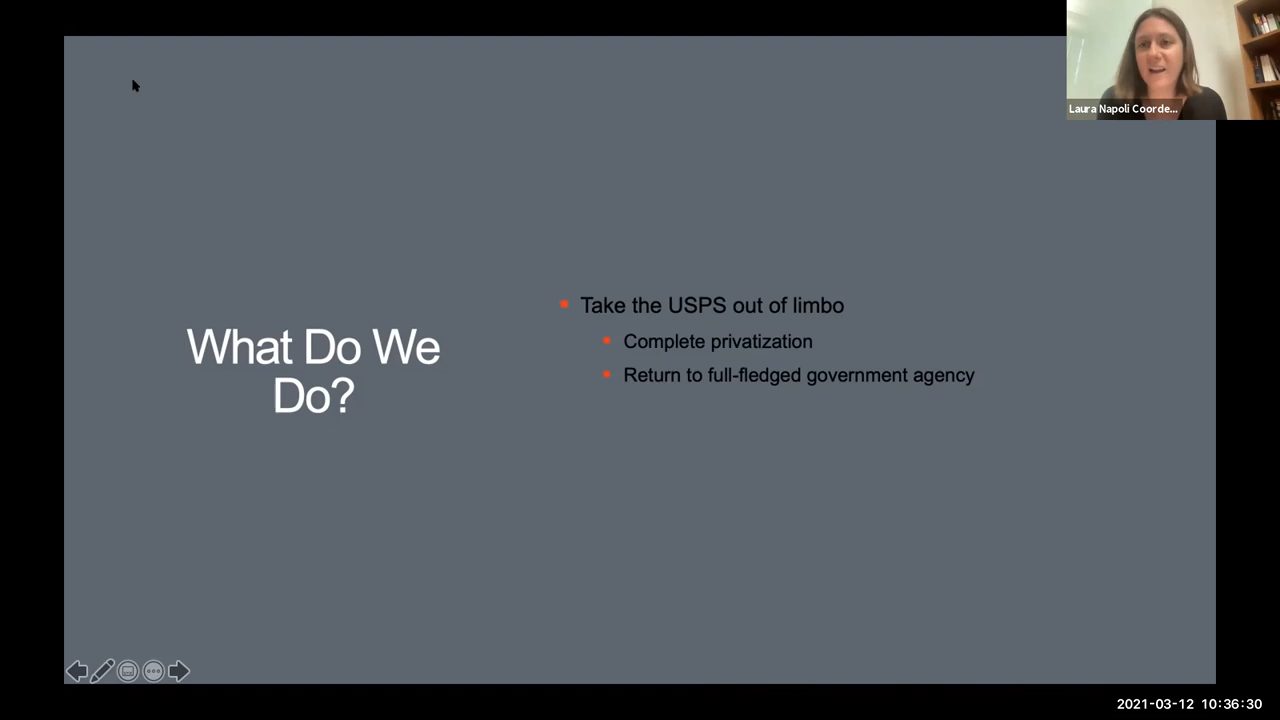 Laura Napoli Coorde...
What Do We
Do?
Take the USPS out of limbo
Complete privatization
Return to full-fledged government agency
2021-03-12 10:36:30